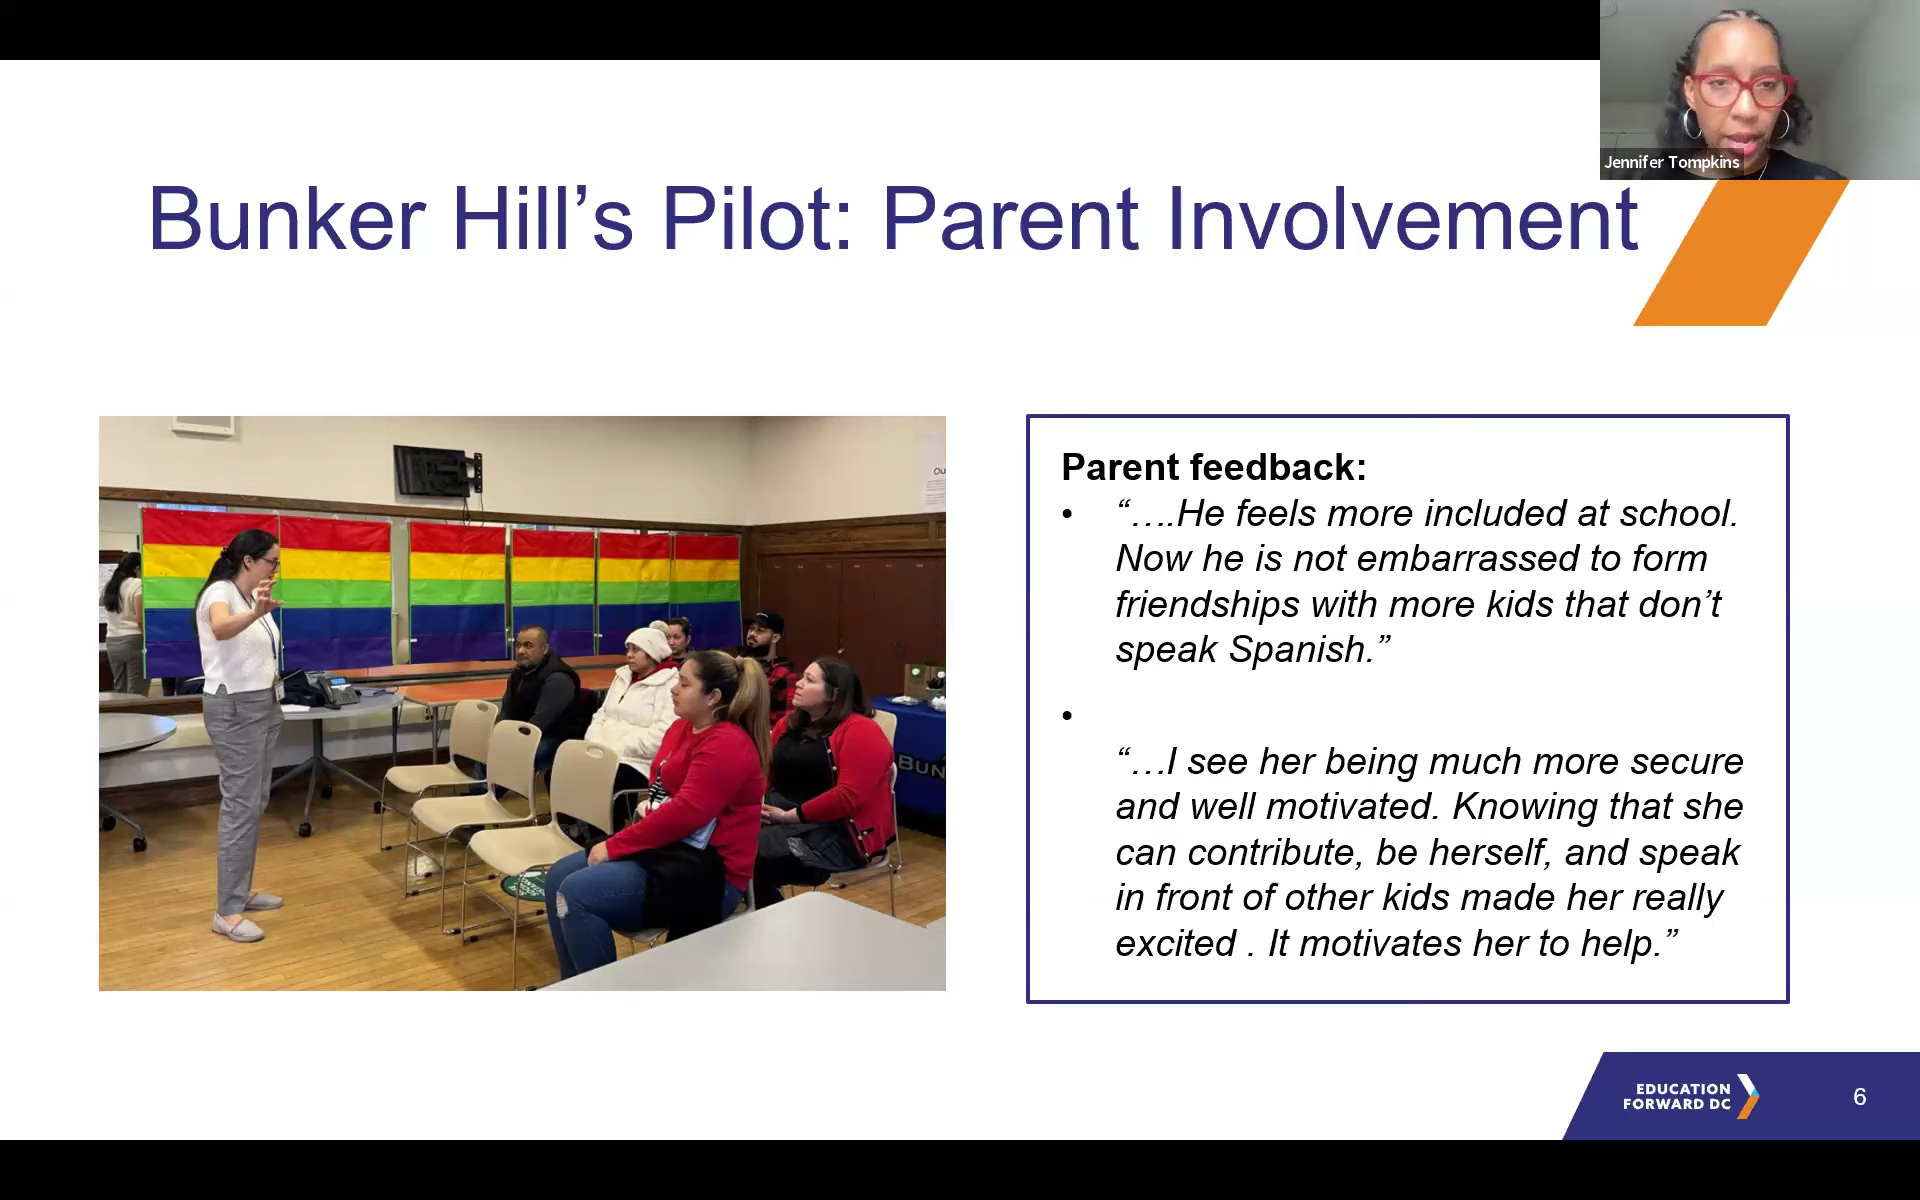 Jennifer Tompkins
Bunker Hill’s Pilot: Parent Involvement
Ou
BUN
Parent feedback:
• “….He feels more included at school.
Now he is not embarrassed to form
friendships with more kids that don’t
speak Spanish.”
•
“…I see her being much more secure
and well motivated. Knowing that she
can contribute, be herself, and speak
in front of other kids made her really
excited . It motivates her to help.”
EDUCATION
FORWARD DC
6